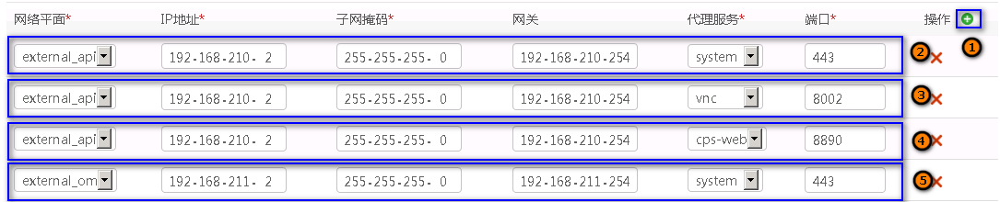 网络平面* IP地址* 子网掩码* 网关 代理服务* 端口* 操作
1
external_api 192-168-210- 2 255-255-255- 0 192-168-210-254 system 443 2
external_api 192-168-210- 2 255-255-255- 0 192-168-210-254 vnc 8002 3
external_api 192-168-210- 2 255-255-255- 0 192-168-210-254 cps-web 8890 4
external_om 192-168-211- 2 255-255-255- 0 192-168-211-254 system 443 5